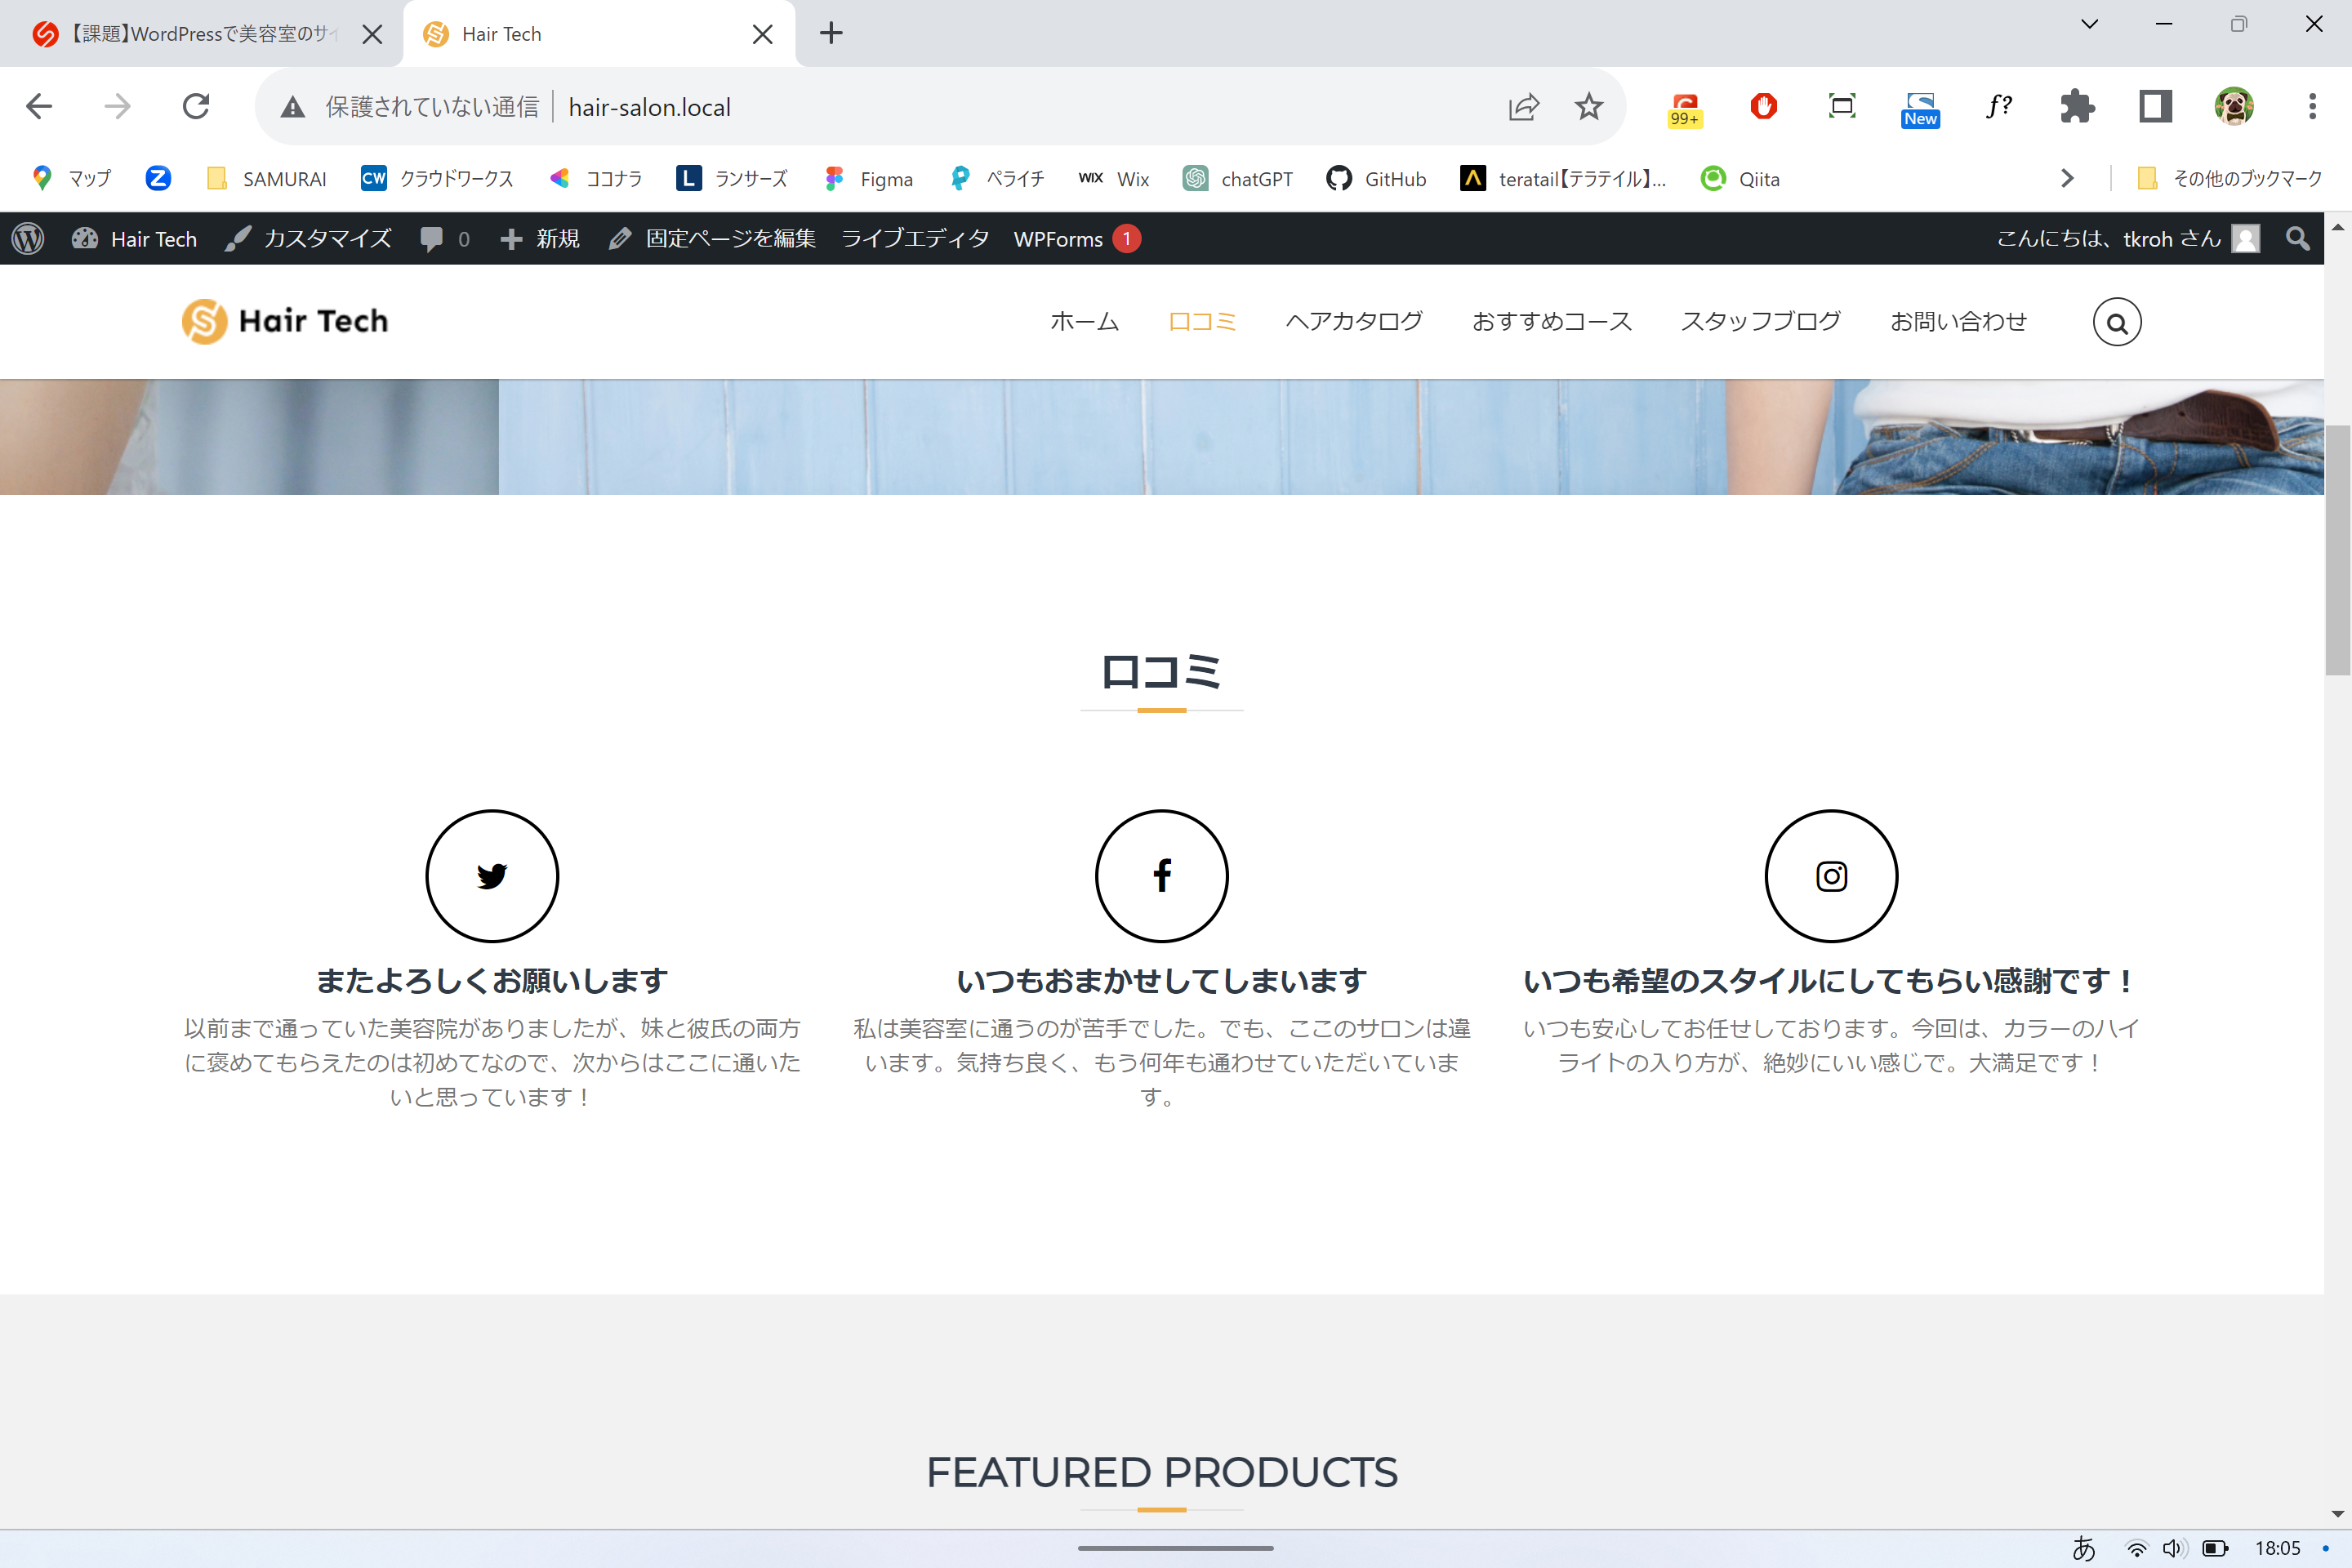 【課題】WordPressで美容室のサイ
Hair Tech
保護されていない通信 hair-salon.local
99+
New
f?
マップ
SAMURAI
CW クラウドワークス
ココナラ
L ランサーズ
Figma
ペライチ
WIX Wix
chatGPT
GitHub
teratail【テラテイル】...
Qiita
その他のブックマーク
Hair Tech カスタマイズ 0 新規 固定ページを編集 ライブエディタ WPForms 1 こんにちは、tkroh さん
Hair Tech
ホーム 口コミ ヘアカタログ おすすめコース スタッフブログ お問い合わせ
口コミ
またよろしくお願いします
以前まで通っていた美容院がありましたが、妹と彼氏の両方
に褒めてもらえたのは初めてなので、次からはここに通いた
いと思っています！
いつもおまかせしてしまいます
私は美容室に通うのが苦手でした。でも、ここのサロンは違
います。気持ち良く、もう何年も通わせていただいていま
す。
いつも希望のスタイルにしてもらい感謝です！
いつも安心してお任せしております。今回は、カラーのハイ
ライトの入り方が、絶妙にいい感じで。大満足です！
FEATURED PRODUCTS
あ 18:05